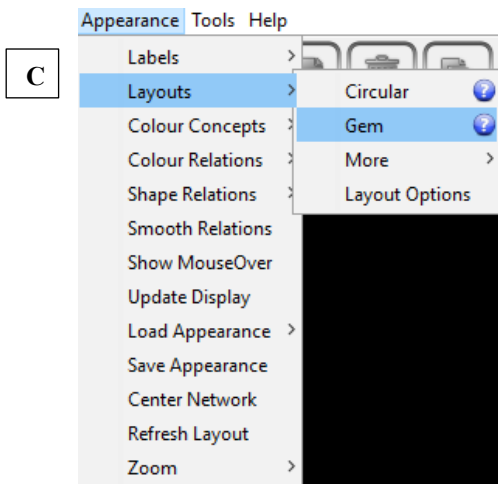 Appearance Tools Help
C
Labels >
Layouts >
Circular ?
Colour Concepts >
Gem ?
Colour Relations >
More >
Shape Relations >
Layout Options
Smooth Relations
Show MouseOver
Update Display
Load Appearance >
Save Appearance
Center Network
Refresh Layout
Zoom >